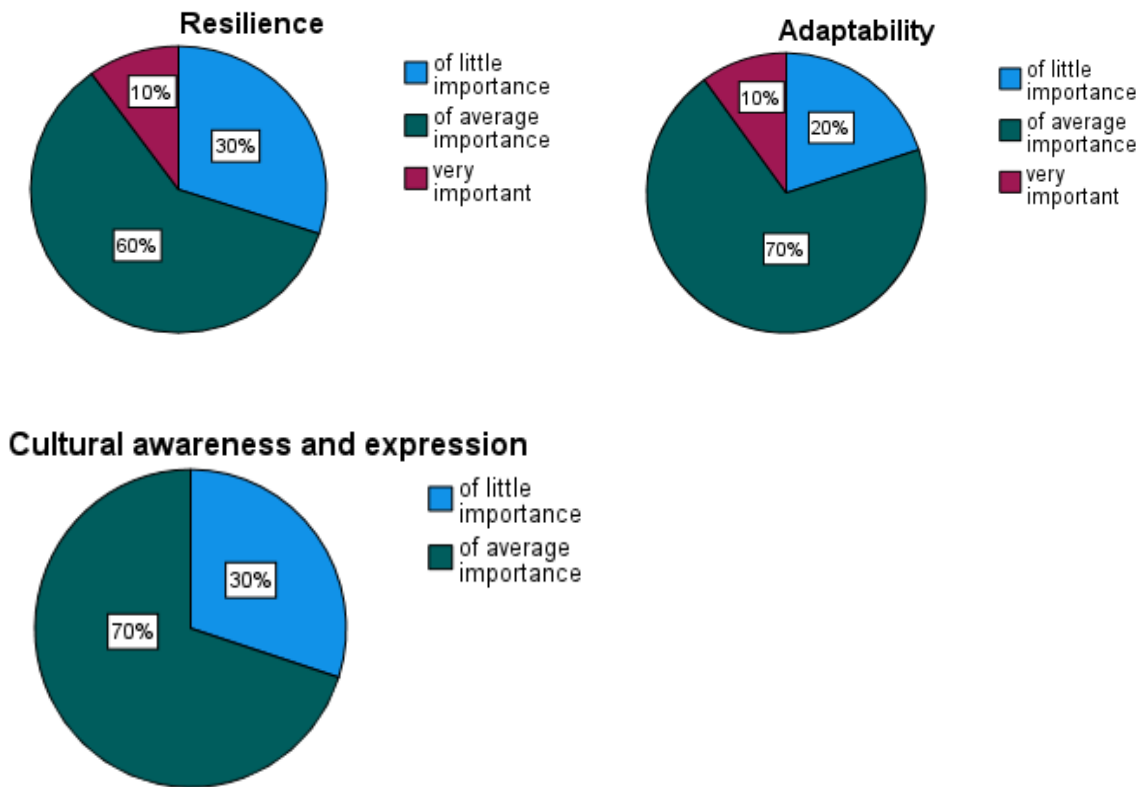 Resilience
of little
importance
of average
importance
very
important
10%
30%
60%
Adaptability
of little
importance
of average
importance
very
important
10%
20%
70%
Cultural awareness and expression
of little
importance
of average
importance
30%
70%